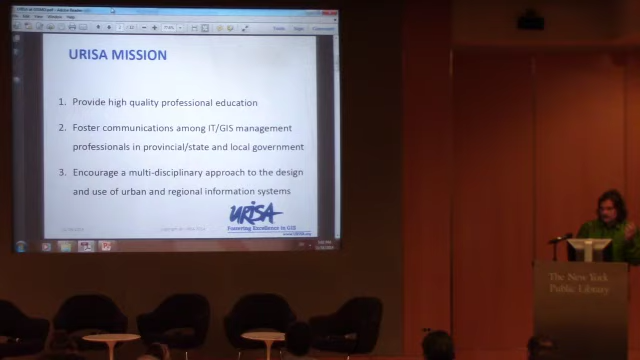 URISA MISSION
1. Provide high quality professional education
2. Foster communications among IT/GIS management
professionals in provincial/state and local government
3. Encourage a multi-disciplinary approach to the design
and use of urban and regional information systems
URISA
Fostering Excellence in GIS
The New York
Public Library